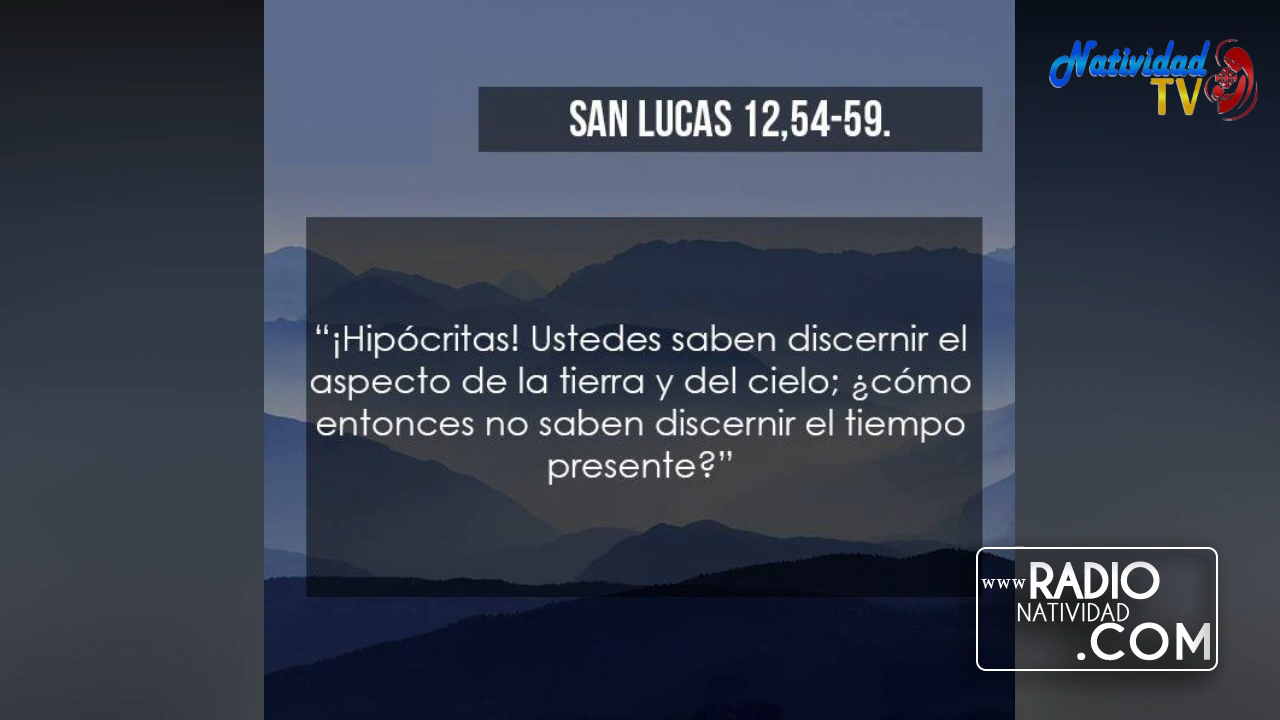 Natividad
TV
SAN LUCAS 12,54-59.
“¡Hipócritas! Ustedes saben discernir el
aspecto de la tierra y del cielo; ¿cómo
entonces no saben discernir el tiempo
presente?”
www RADIO
NATIVIDAD
.COM